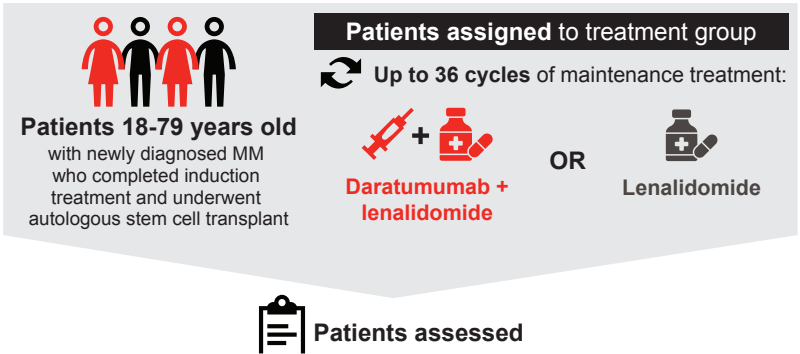 Patients 18-79 years old
with newly diagnosed MM
who completed induction
treatment and underwent
autologous stem cell transplant
Patients assigned to treatment group
Up to 36 cycles of maintenance treatment:
+
Daratumumab +
lenalidomide
OR
Lenalidomide
Patients assessed